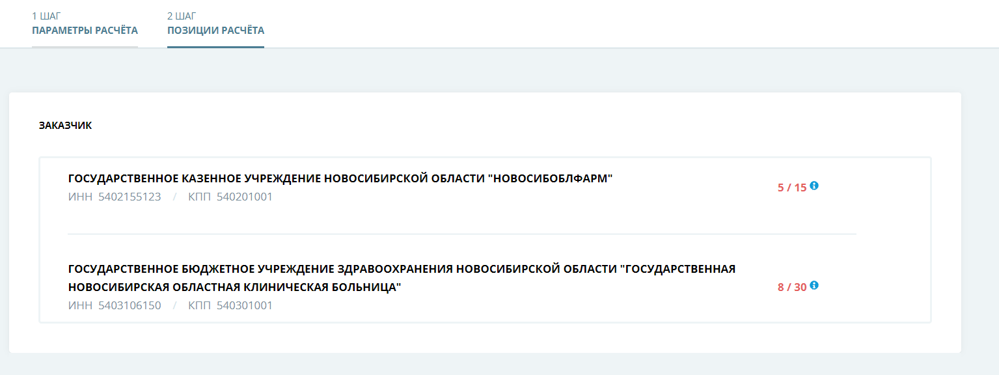 1 ШАГ
ПАРАМЕТРЫ РАСЧЁТА
2 ШАГ
ПОЗИЦИИ РАСЧЁТА
ЗАКАЗЧИК
ГОСУДАРСТВЕННОЕ КАЗЕННОЕ УЧРЕЖДЕНИЕ НОВОСИБИРСКОЙ ОБЛАСТИ "НОВОСИБОБЛФАРМ"
ИНН 5402155123 / КПП 540201001
5 / 15
ГОСУДАРСТВЕННОЕ БЮДЖЕТНОЕ УЧРЕЖДЕНИЕ ЗДРАВООХРАНЕНИЯ НОВОСИБИРСКОЙ ОБЛАСТИ "ГОСУДАРСТВЕННАЯ
НОВОСИБИРСКАЯ ОБЛАСТНАЯ КЛИНИЧЕСКАЯ БОЛЬНИЦА"
ИНН 5403106150 / КПП 540301001
8 / 30